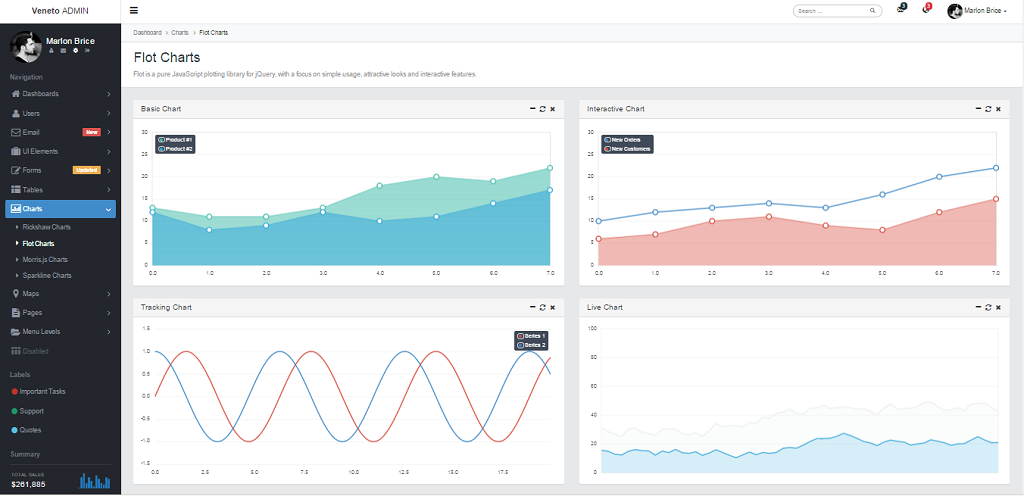 Veneto ADMIN
Search ...
3
3
Marlon Brice
Marlon Brice
Navigation
Dashboards
Users
Email New
UI Elements
Forms Updated
Tables
Charts
Rickshaw Charts
Flot Charts
Morris.js Charts
Sparkline Charts
Maps
Pages
Menu Levels
Disabled
Labels
Important Tasks
Support
Quotes
Summary
TOTAL SALES
$261,885
Dashboard > Charts > Flot Charts
Flot Charts
Flot is a pure JavaScript plotting library for jQuery, with a focus on simple usage, attractive looks and interactive features.
Basic Chart
30
25
20
15
10
5
0
Product #1
Product #2
0.0 1.0 2.0 3.0 4.0 5.0 6.0 7.0
Interactive Chart
30
25
20
15
10
5
0
New Orders
New Customers
0.0 1.0 2.0 3.0 4.0 5.0 6.0 7.0
Tracking Chart
1.5
1.0
0.5
0.0
-0.5
-1.0
-1.5
Series 1
Series 2
0.0 2.5 5.0 7.5 10.0 12.5 15.0 17.5
Live Chart
100
80
60
40
20
0